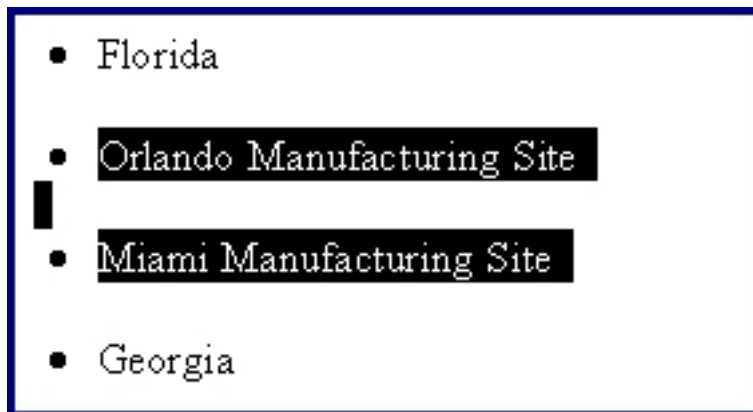 Florida
Orlando Manufacturing Site
Miami Manufacturing Site
Georgia